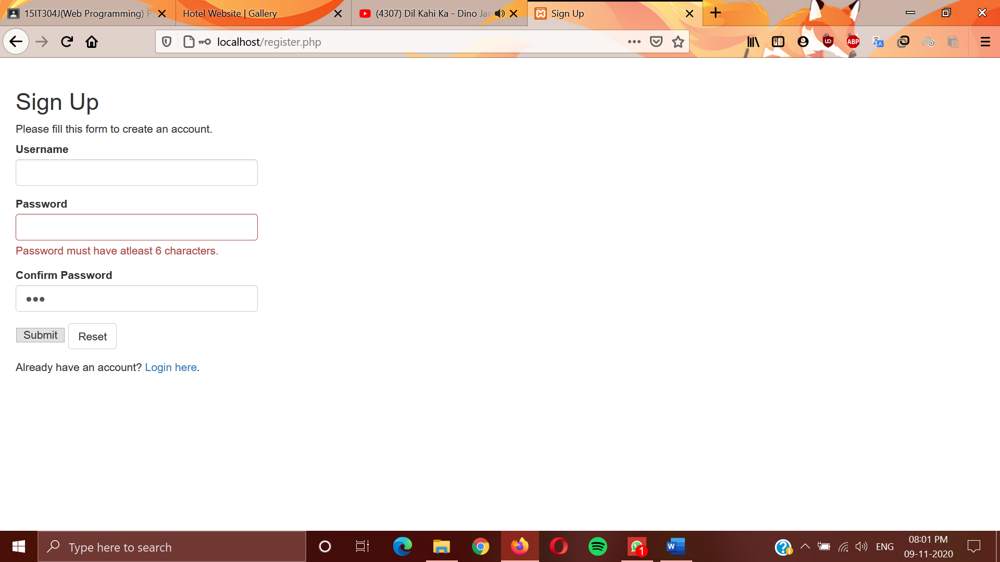 15IT304J(Web Programming)
Hotel Website | Gallery
(4307) Dil Kahi Ka - Dino
Sign Up
localhost/register.php
UO
ABP
Sign Up
Please fill this form to create an account.
Username
Password
Password must have atleast 6 characters.
Confirm Password
Submit
Reset
Already have an account? Login here.
Type here to search
1
W
ENG
08:01 PM
09-11-2020